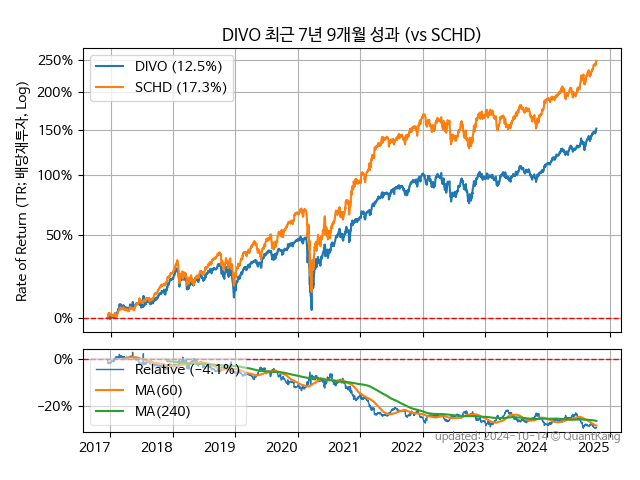 DIVO 최근 7년 9개월 성과 (vs SCHD)
Rate of Return (TR: 배당재투자, Log)
250%
200%
150%
100%
50%
0%
DIVO (12.5%)
SCHD (17.3%)
0%
−20%
Relative (−4.1%)
MA(60)
MA(240)
updated: 2024-10-14 © QuantKang
2017
2018
2019
2020
2021
2022
2023
2024
2025